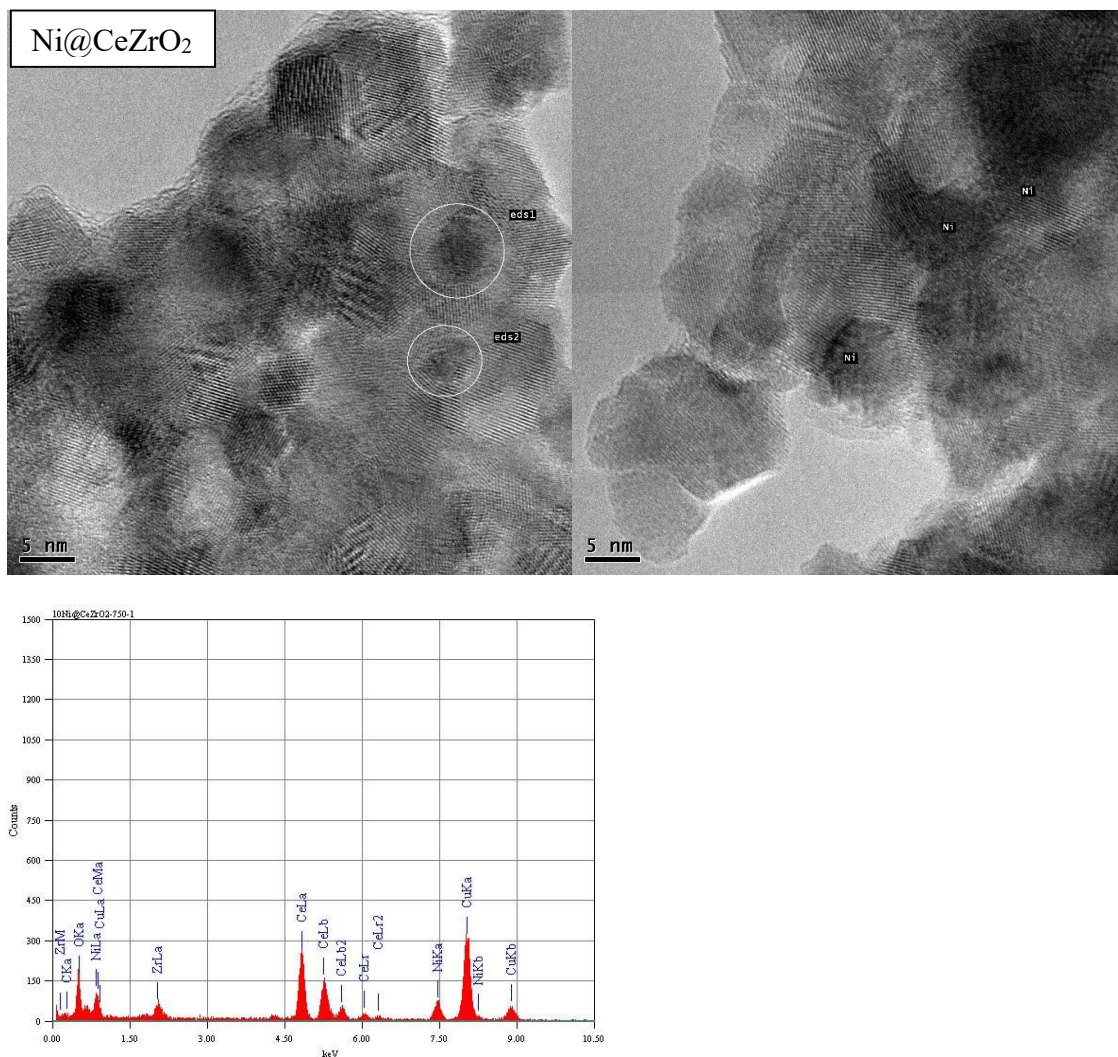 Ni@CeZrO₂
eds1
eds2
5 nm
Ni
Ni
Ni
5 nm
10Ni@CeZrO2-750-1
1500
1350
1200
1050
900
750
600
450
300
150
0
Counts
ZrM
CKa
OKa
NiLa
CuLa
CeMa
ZrLa
CeLa
CeLb
CeLb2
CeLr
CeLr2
NiKa
CuKa
NiKb
CuKb
0.00 1.50 3.00 4.50 6.00 7.50 9.00 10.50
keV